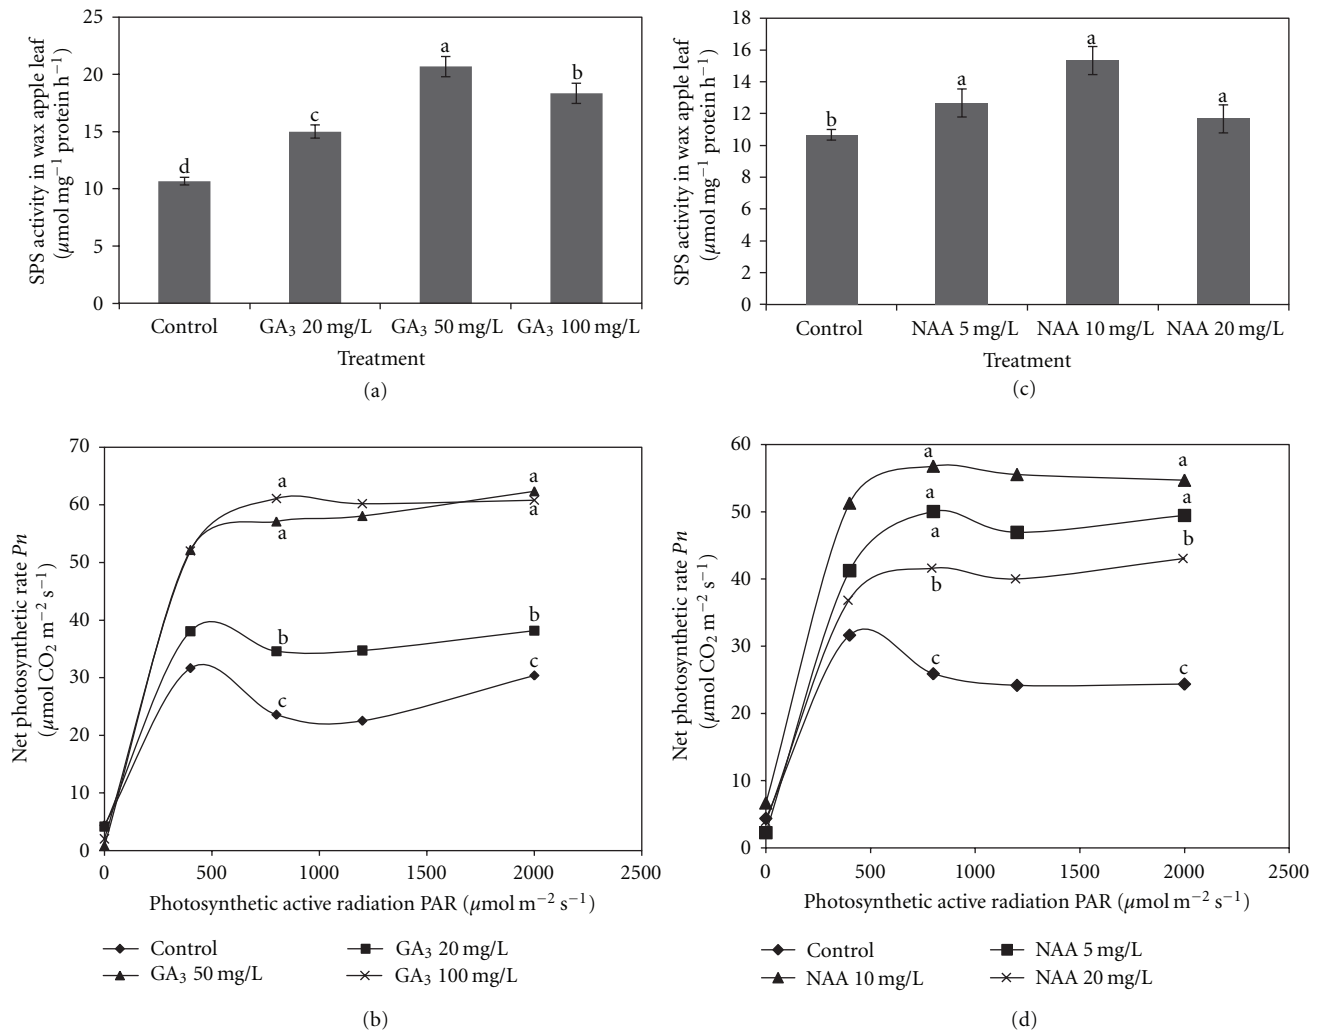 SPS activity in wax apple leaf
(μmol mg−1 protein h−1)
25
20
15
10
5
0
d
c
a
b
Control
GA3 20 mg/L
GA3 50 mg/L
GA3 100 mg/L
Treatment
(a)
SPS activity in wax apple leaf
(μmol mg−1 protein h−1)
18
16
14
12
10
8
6
4
2
0
b
a
a
a
Control
NAA 5 mg/L
NAA 10 mg/L
NAA 20 mg/L
Treatment
(c)
Net photosynthetic rate Pn
(μmol CO2 m−2 s−1)
70
60
50
40
30
20
10
0
a
a
a
a
b
b
c
c
0
500
1000
1500
2000
2500
Photosynthetic active radiation PAR (μmol m−2 s−1)
Control
GA3 20 mg/L
GA3 50 mg/L
GA3 100 mg/L
(b)
Net photosynthetic rate Pn
(μmol CO2 m−2 s−1)
60
50
40
30
20
10
0
a
a
a
a
a
b
b
c
c
0
500
1000
1500
2000
2500
Photosynthetic active radiation PAR (μmol m−2 s−1)
Control
NAA 5 mg/L
NAA 10 mg/L
NAA 20 mg/L
(d)